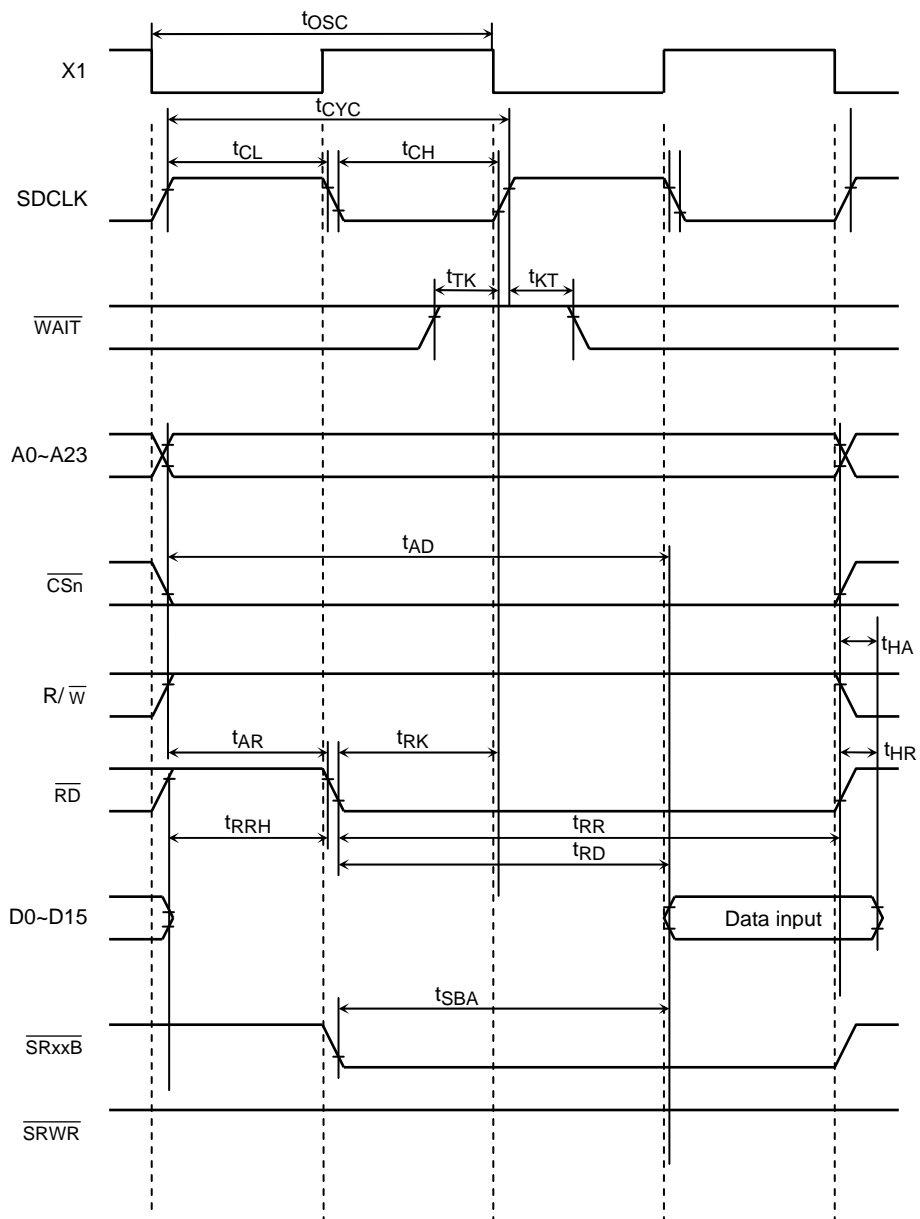 tOSC
X1
tCYC
tCL
tCH
SDCLK
tTK
tKT
WAIT
A0~A23
tAD
CSn
tHA
R/ W
tAR
tRK
tHR
RD
tRRH
tRR
tRD
D0~D15
Data input
tSBA
SRxxB
SRWR